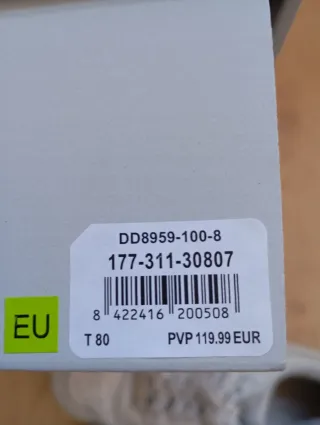 DD8959-100-8
177-311-30807
8 422416 200508
EU
T 80 PVP 119.99 EUR